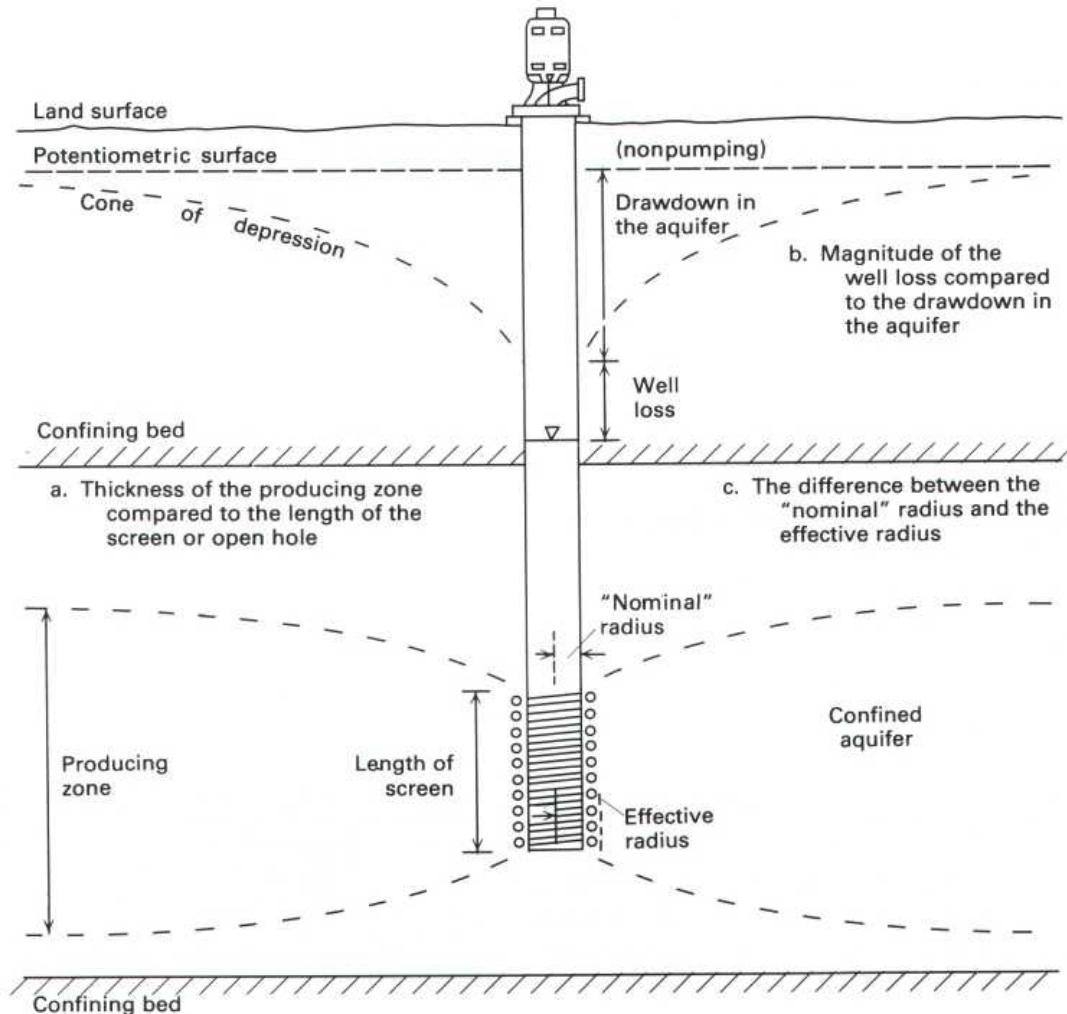 Land surface
Potentiometric surface
(nonpumping)
Cone of depression
Drawdown in
the aquifer
b. Magnitude of the
well loss compared
to the drawdown in
the aquifer
Well
loss
Confining bed
a. Thickness of the producing zone
compared to the length of the
screen or open hole
c. The difference between the
"nominal" radius and the
effective radius
"Nominal"
radius
Producing
zone
Length of
screen
Confined
aquifer
Effective
radius
Confining bed